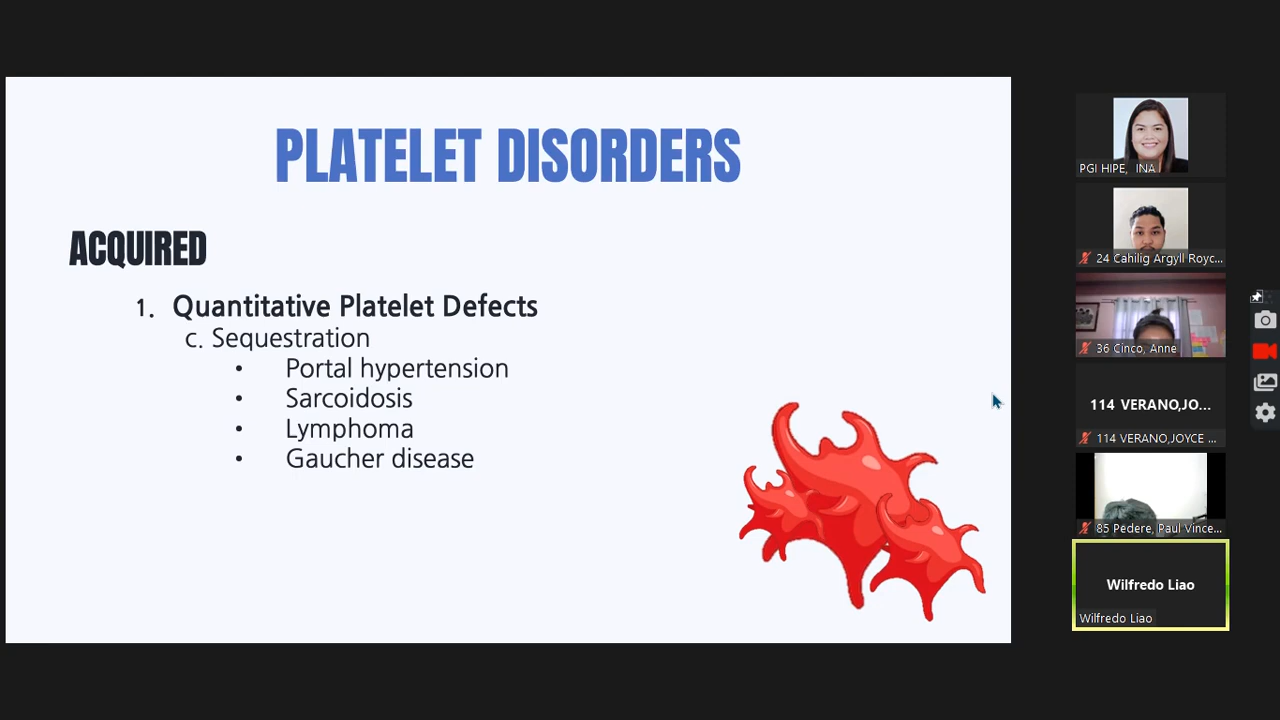 PLATELET DISORDERS
ACQUIRED
1. Quantitative Platelet Defects
c. Sequestration
• Portal hypertension
• Sarcoidosis
• Lymphoma
• Gaucher disease
PGI HIPE, INA
24 Cahilig Argyll Royc...
36 Cinco, Anne
114 VERANO,JO...
114 VERANO,JOYCE ...
85 Pedere, Paul Vince...
Wilfredo Liao
Wilfredo Liao